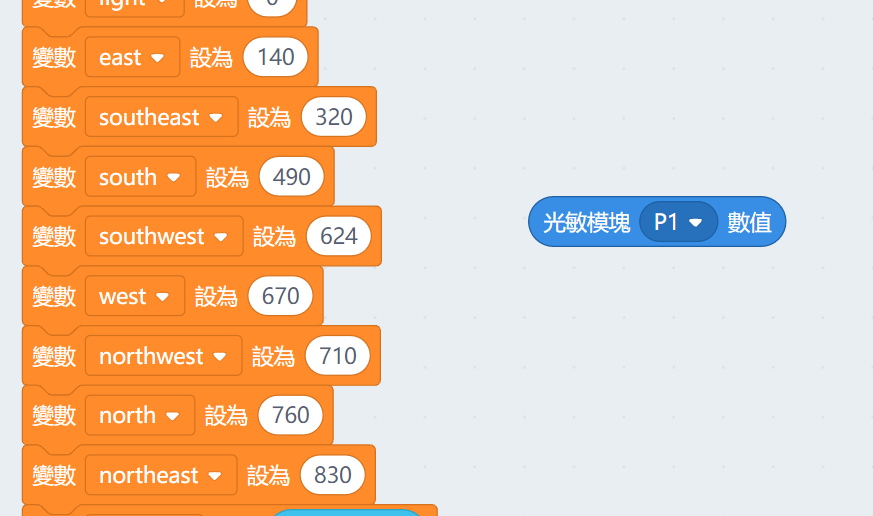 變數 light 設為 0
變數 east 設為 140
變數 southeast 設為 320
變數 south 設為 490
光敏模塊 P1 數值
變數 southwest 設為 624
變數 west 設為 670
變數 northwest 設為 710
變數 north 設為 760
變數 northeast 設為 830